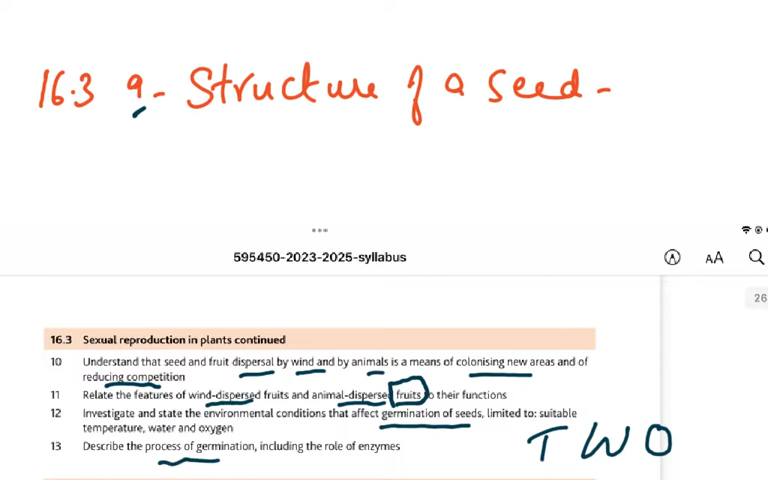 16.3 a- Structure of a seed-
595450-2023-2025-syllabus
AA
26
16.3 Sexual reproduction in plants continued
10 Understand that seed and fruit dispersal by wind and by animals is a means of colonising new areas and of
reducing competition
11 Relate the features of wind-dispersed fruits and animal-dispersed fruits to their functions
12 Investigate and state the environmental conditions that affect germination of seeds, limited to: suitable
temperature, water and oxygen
13 Describe the process of germination, including the role of enzymes
TWO